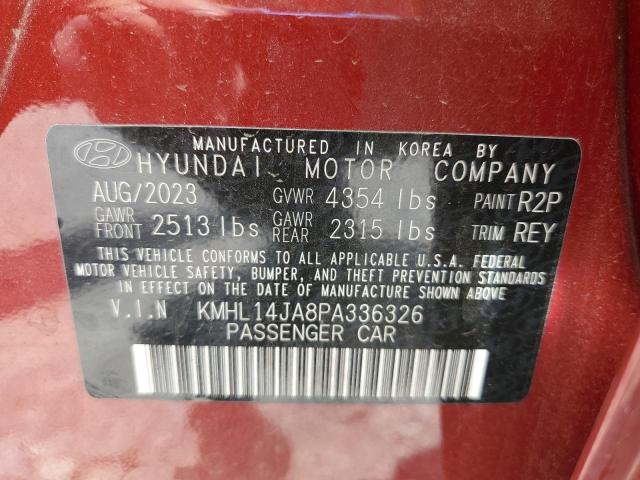 MANUFACTURED IN KOREA BY
HYUNDAI MOTOR COMPANY
AUG/2023 GVWR 4354 lbs PAINT R2P
GAWR FRONT 2513 lbs GAWR REAR 2315 lbs TRIM REY
THIS VEHICLE CONFORMS TO ALL APPLICABLE U.S.A. FEDERAL
MOTOR VEHICLE SAFETY, BUMPER, AND THEFT PREVENTION STANDARDS
IN EFFECT ON THE DATE OF MANUFACTURE SHOWN ABOVE.
V.I.N KMHL14JA8PA336326
PASSENGER CAR